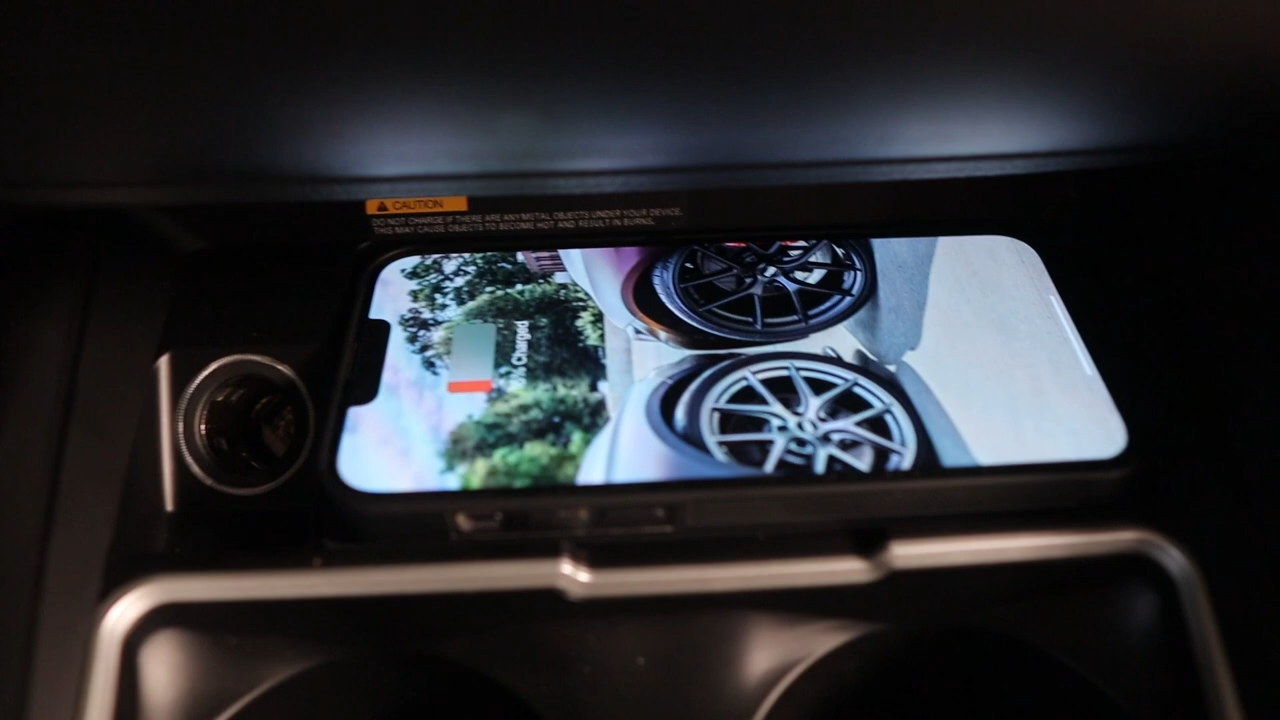 CAUTION
DO NOT CHARGE IF THERE ARE ANY METAL OBJECTS UNDER YOUR DEVICE.
THIS MAY CAUSE OBJECTS TO BECOME HOT AND RESULT IN BURNS.
Charged